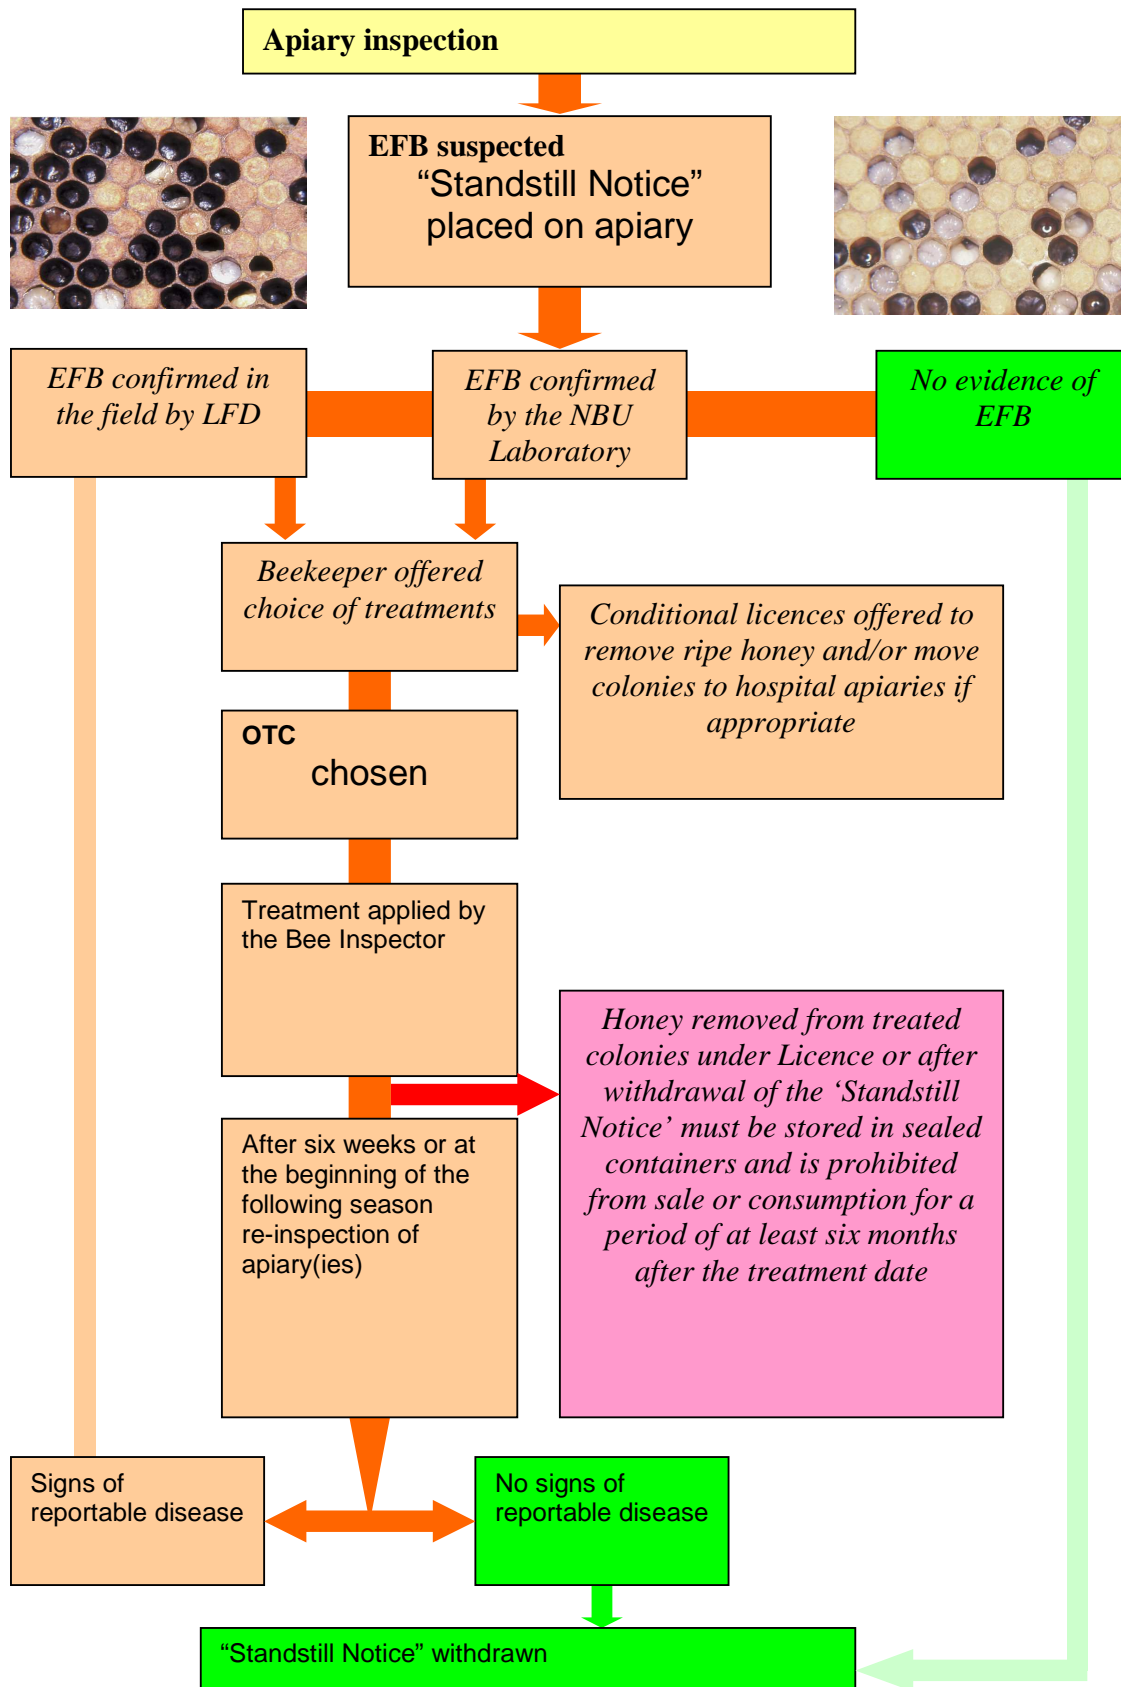 Apiary inspection
EFB suspected
“Standstill Notice”
placed on apiary
EFB confirmed in
the field by LFD
EFB confirmed
by the NBU
Laboratory
No evidence of
EFB
Beekeeper offered
choice of treatments
Conditional licences offered to
remove ripe honey and/or move
colonies to hospital apiaries if
appropriate
OTC
chosen
Treatment applied by
the Bee Inspector
Honey removed from treated
colonies under Licence or after
withdrawal of the ‘Standstill
Notice’ must be stored in sealed
containers and is prohibited
from sale or consumption for a
period of at least six months
after the treatment date
After six weeks or at
the beginning of the
following season
re-inspection of
apiary(ies)
Signs of
reportable disease
No signs of
reportable disease
“Standstill Notice” withdrawn